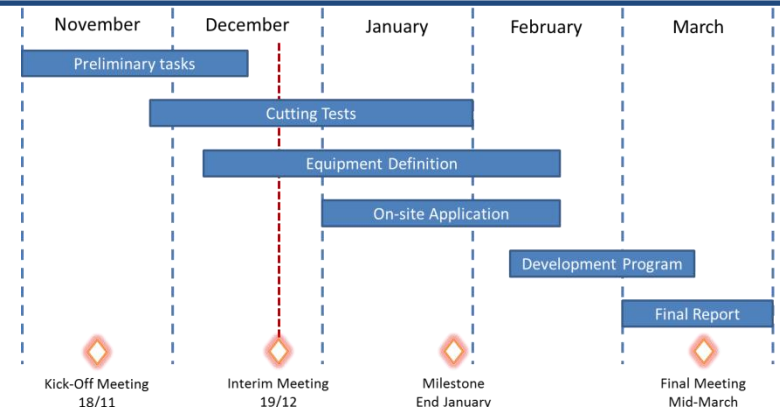 November
December
January
February
March
Preliminary tasks
Cutting Tests
Equipment Definition
On-site Application
Development Program
Final Report
Kick-Off Meeting
18/11
Interim Meeting
19/12
Milestone
End January
Final Meeting
Mid-March